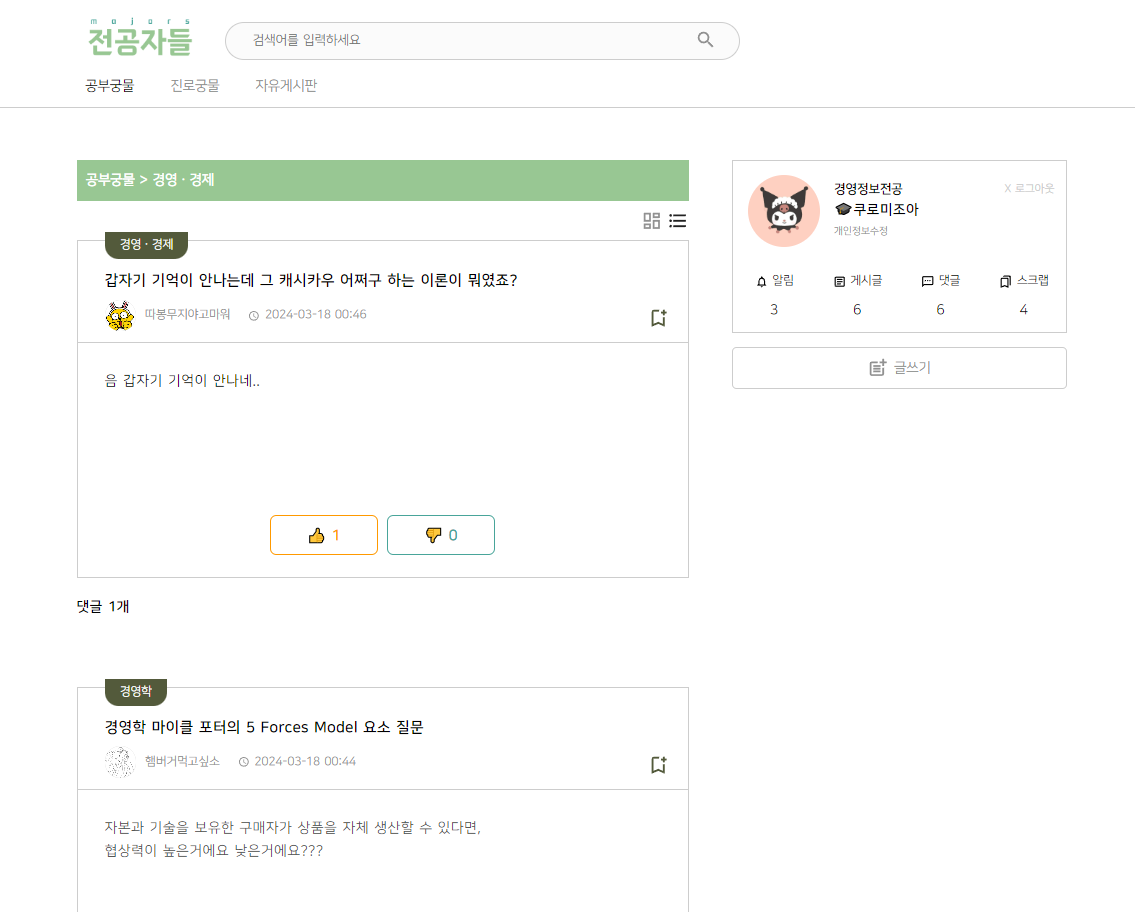 majors
전공자들
검색어를 입력하세요
공부궁물 진로궁물 자유게시판
공부궁물 > 경영 · 경제
경영 · 경제
갑자기 기억이 안나는데 그 캐시카우 어쩌구 하는 이론이 뭐였죠?
따봉무지야고마워 2024-03-18 00:46
음 갑자기 기억이 안나네..
1 0
댓글 1개
경영학
경영학 마이클 포터의 5 Forces Model 요소 질문
햄버거먹고싶소 2024-03-18 00:44
자본과 기술을 보유한 구매자가 상품을 자체 생산할 수 있다면,
협상력이 높은거에요 낮은거에요???
경영정보전공 X 로그아웃
쿠로미조아
개인정보수정
알림 게시글 댓글 스크랩
3 6 6 4
글쓰기